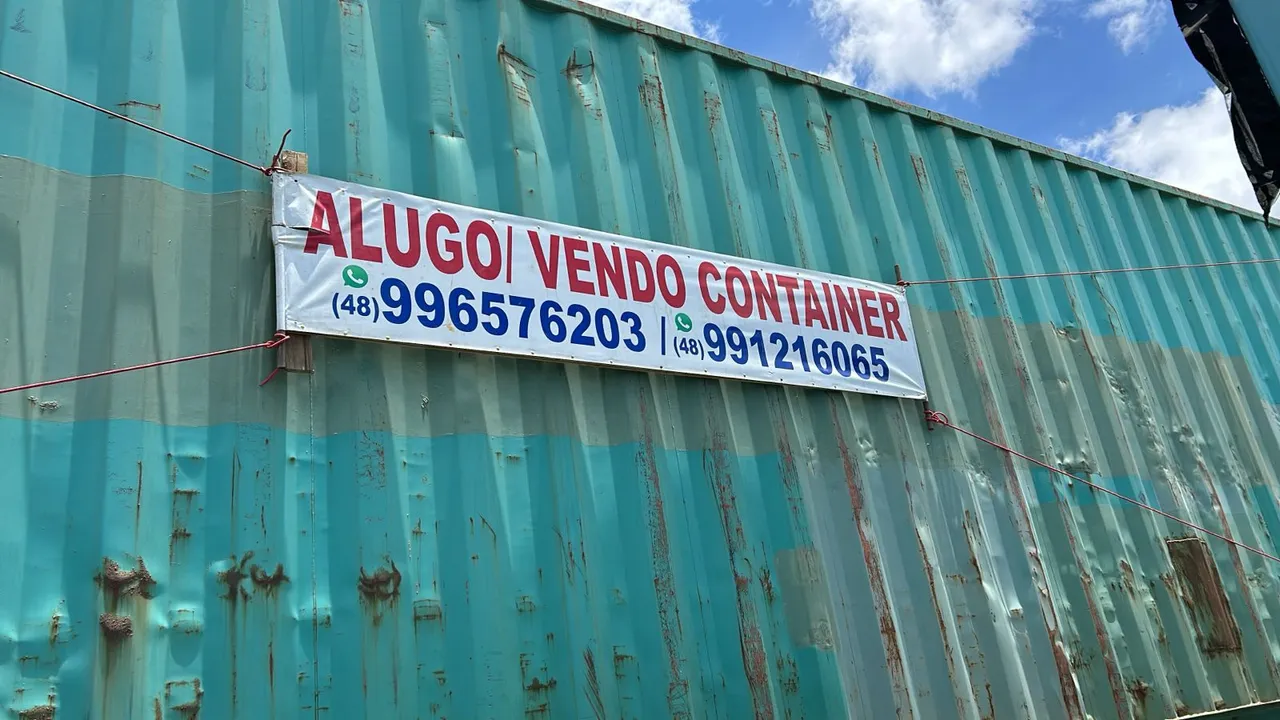 ALUGO/ VENDO CONTAINER
(48)996576203 / (48)991216065